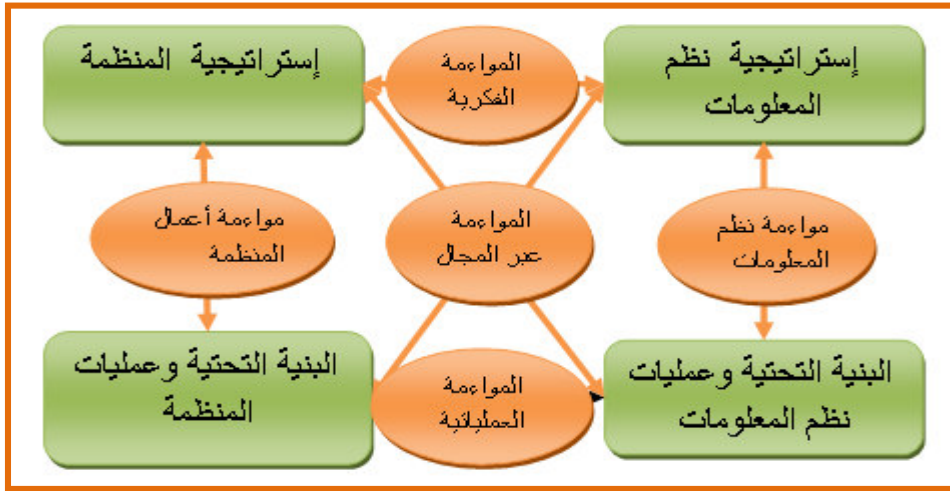 إستراتيجية المنظمة
المواءمة
الفكرية
إستراتيجية نظم
المعلومات
مواءمة أعمال
المنظمة
المواءمة
عبر المجال
مواءمة نظم
المعلومات
البنية التحتية وعمليات
المنظمة
المواءمة
العملياتية
البنية التحتية وعمليات
نظم المعلومات